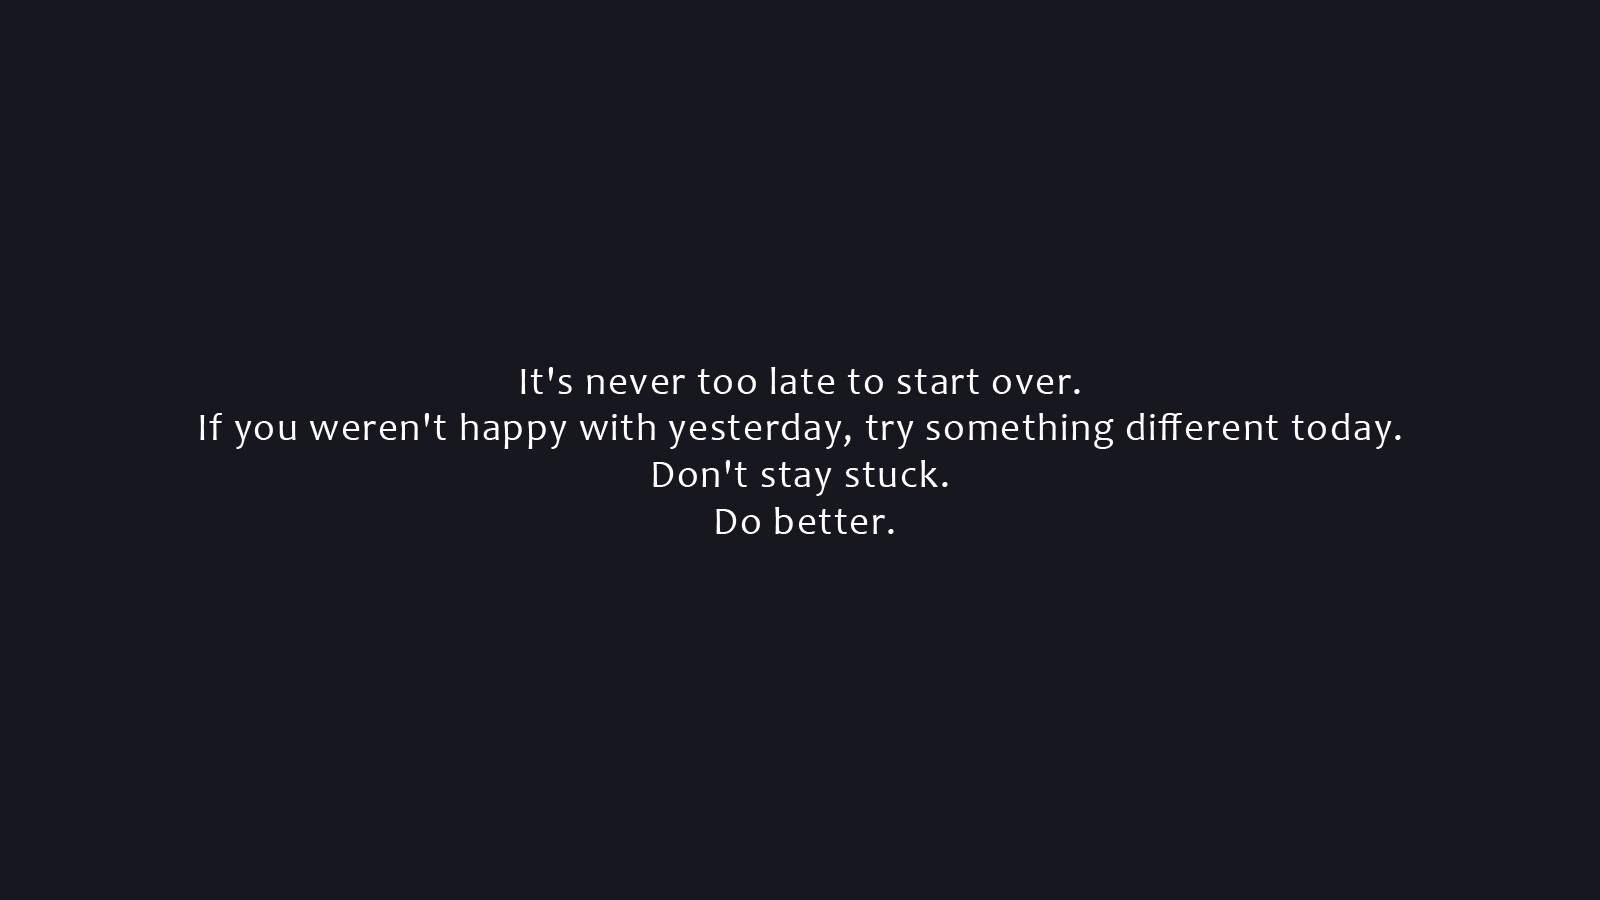 It's never too late to start over.
If you weren't happy with yesterday, try something different today.
Don't stay stuck.
Do better.